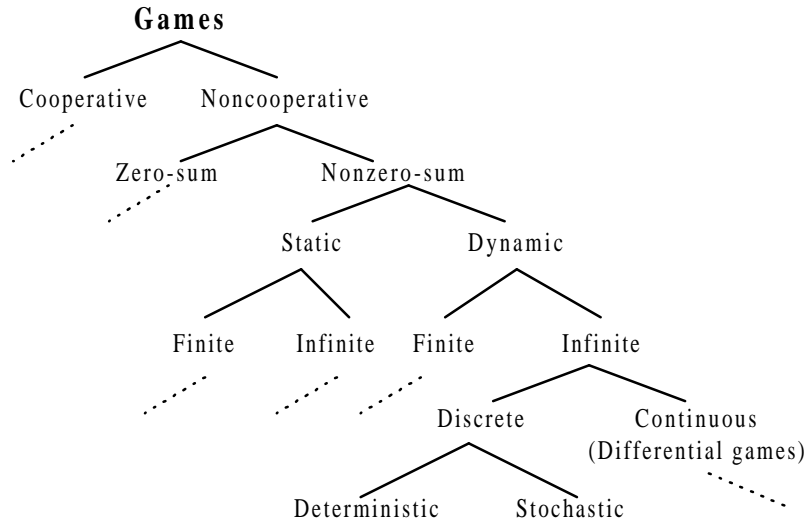 Games
Cooperative Noncooperative
Zero-sum Nonzero-sum
Static Dynamic
Finite Infinite Finite Infinite
Discrete Continuous
(Differential games)
Deterministic Stochastic